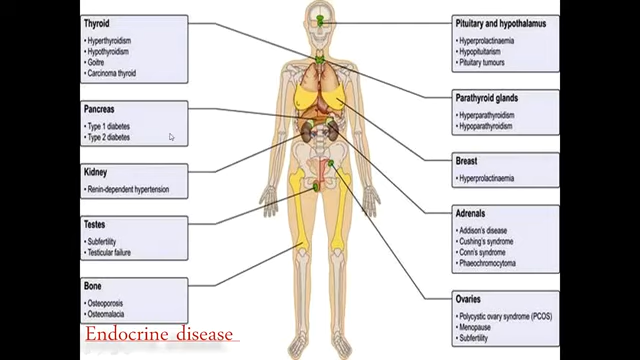 Thyroid
• Hyperthyroidism
• Hypothyroidism
• Goitre
• Carcinoma thyroid
Pancreas
• Type 1 diabetes
• Type 2 diabetes
Kidney
• Renin-dependent hypertension
Testes
• Subfertility
• Testicular failure
Bone
• Osteoporosis
• Osteomalacia
Endocrine disease
Pituitary and hypothalamus
• Hyperprolactinaemia
• Hypopituitarism
• Pituitary tumours
Parathyroid glands
• Hyperparathyroidism
• Hypoparathyroidism
Breast
• Hyperprolactinaemia
Adrenals
• Addison's disease
• Cushing's syndrome
• Conn's syndrome
• Phaeochromocytoma
Ovaries
• Polycystic ovary syndrome (PCOS)
• Menopause
• Subfertility